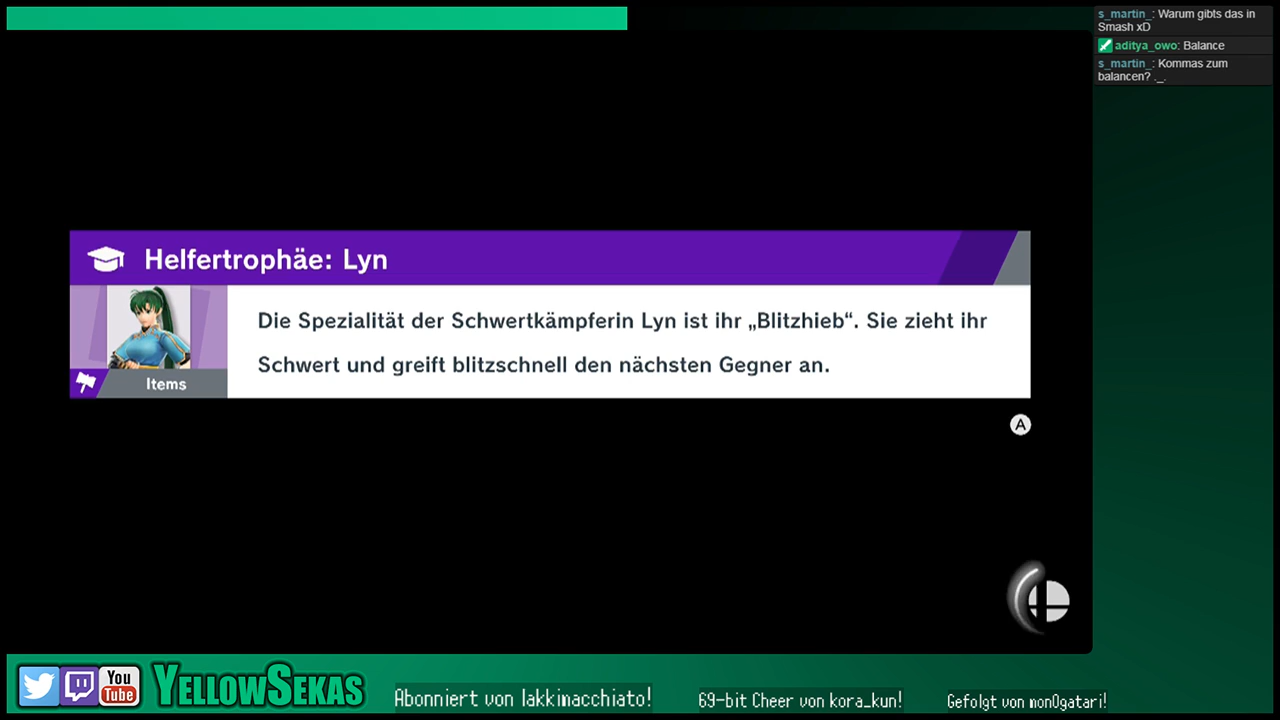 s_martin_: Warum gibts das in
Smash xD
aditya_owo: Balance
s_martin_: Kommas zum
balancen? ._.
Helfertrophäe: Lyn
Die Spezialität der Schwertkämpferin Lyn ist ihr „Blitzhieb“. Sie zieht ihr
Schwert und greift blitzschnell den nächsten Gegner an.
Items
A
You
Tube
YELLOWSEKAS
Abonniert von lakkimacchiato!
69-bit Cheer von kora_kun!
Gefolgt von mon0gatari!